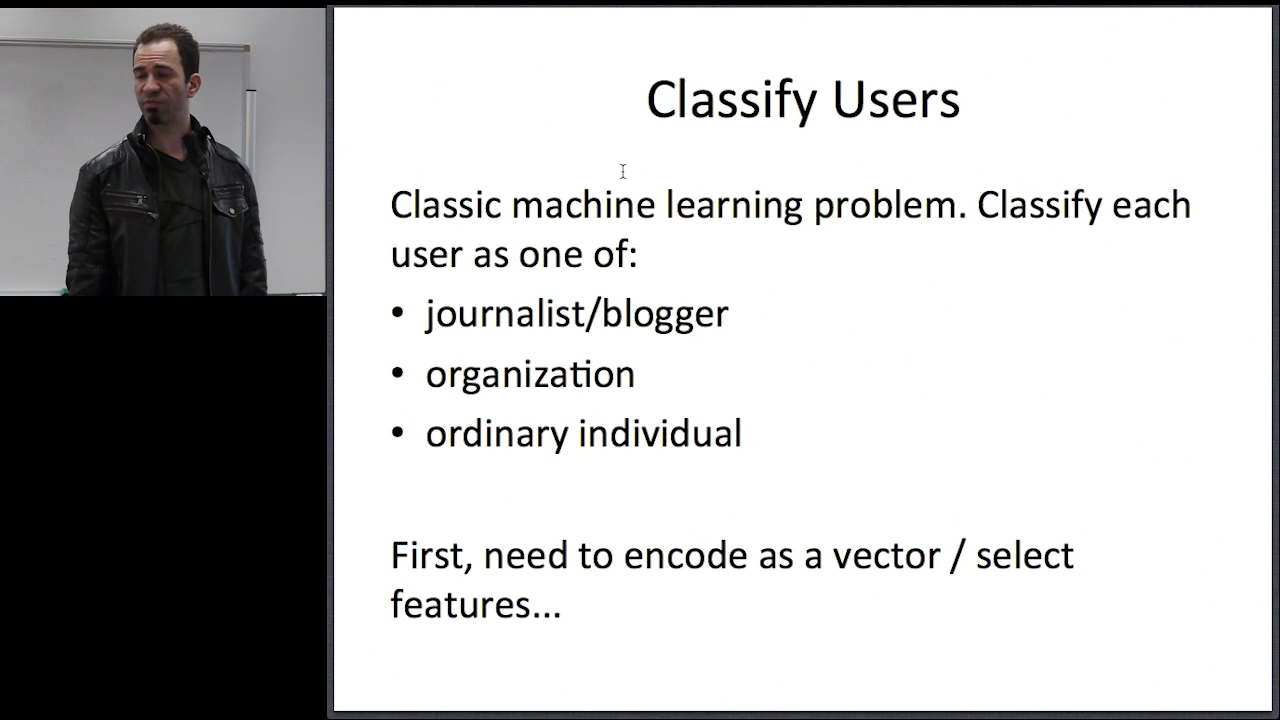 Classify Users
Classic machine learning problem. Classify each
user as one of:
• journalist/blogger
• organization
• ordinary individual
First, need to encode as a vector / select
features...